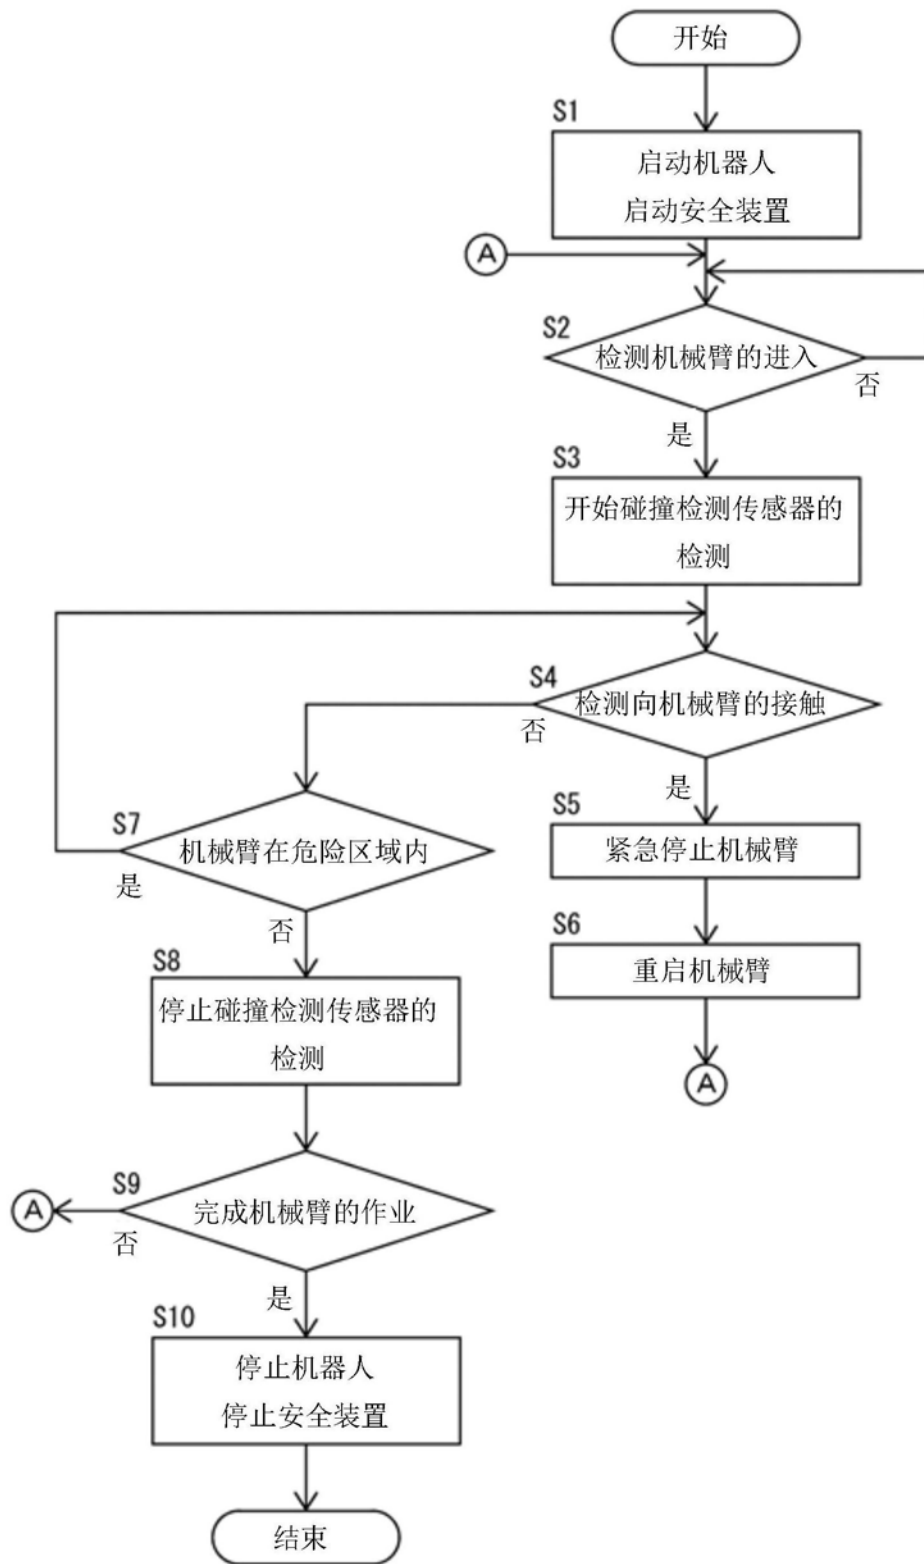 开始
S1
启动机器人
启动安全装置
A
S2
检测机械臂的进入
否
是
S3
开始碰撞检测传感器的
检测
S4
检测向机械臂的接触
否
是
S5
紧急停止机械臂
S6
重启机械臂
A
S7
机械臂在危险区域内
是
否
S8
停止碰撞检测传感器的
检测
S9
完成机械臂的作业
A
否
是
S10
停止机器人
停止安全装置
结束